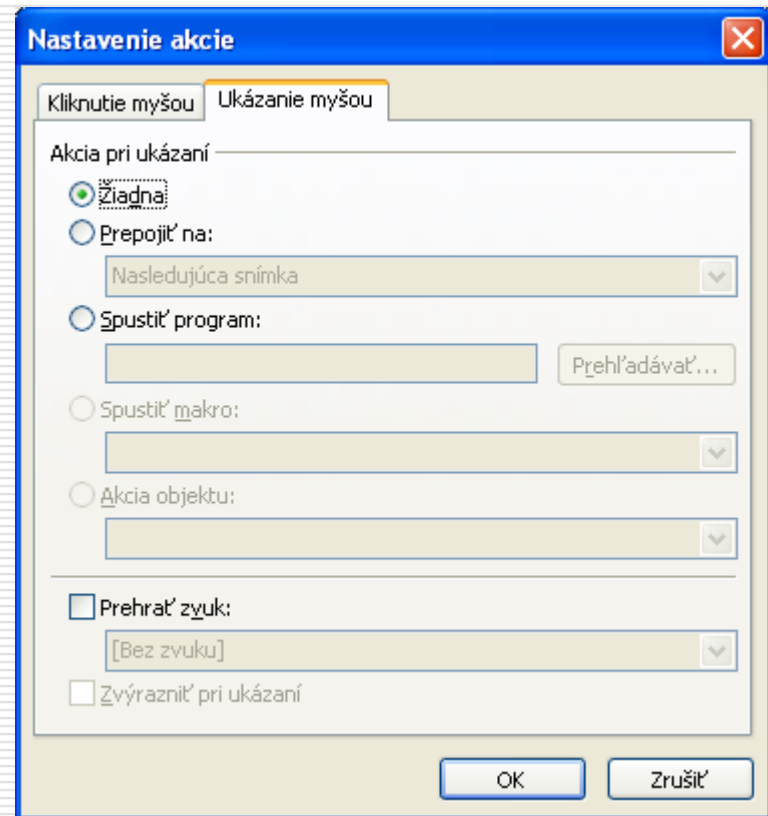 Nastavenie akcie
Kliknutie myšou Ukázanie myšou
Akcia pri ukázaní
Žiadna
Prepojiť na:
Nasledujúca snímka
Spustiť program:
Prehľadávať...
Spustiť makro:
Akcia objektu:
Prehrať zvuk:
[Bez zvuku]
Zvýrazniť pri ukázaní
OK Zrušiť